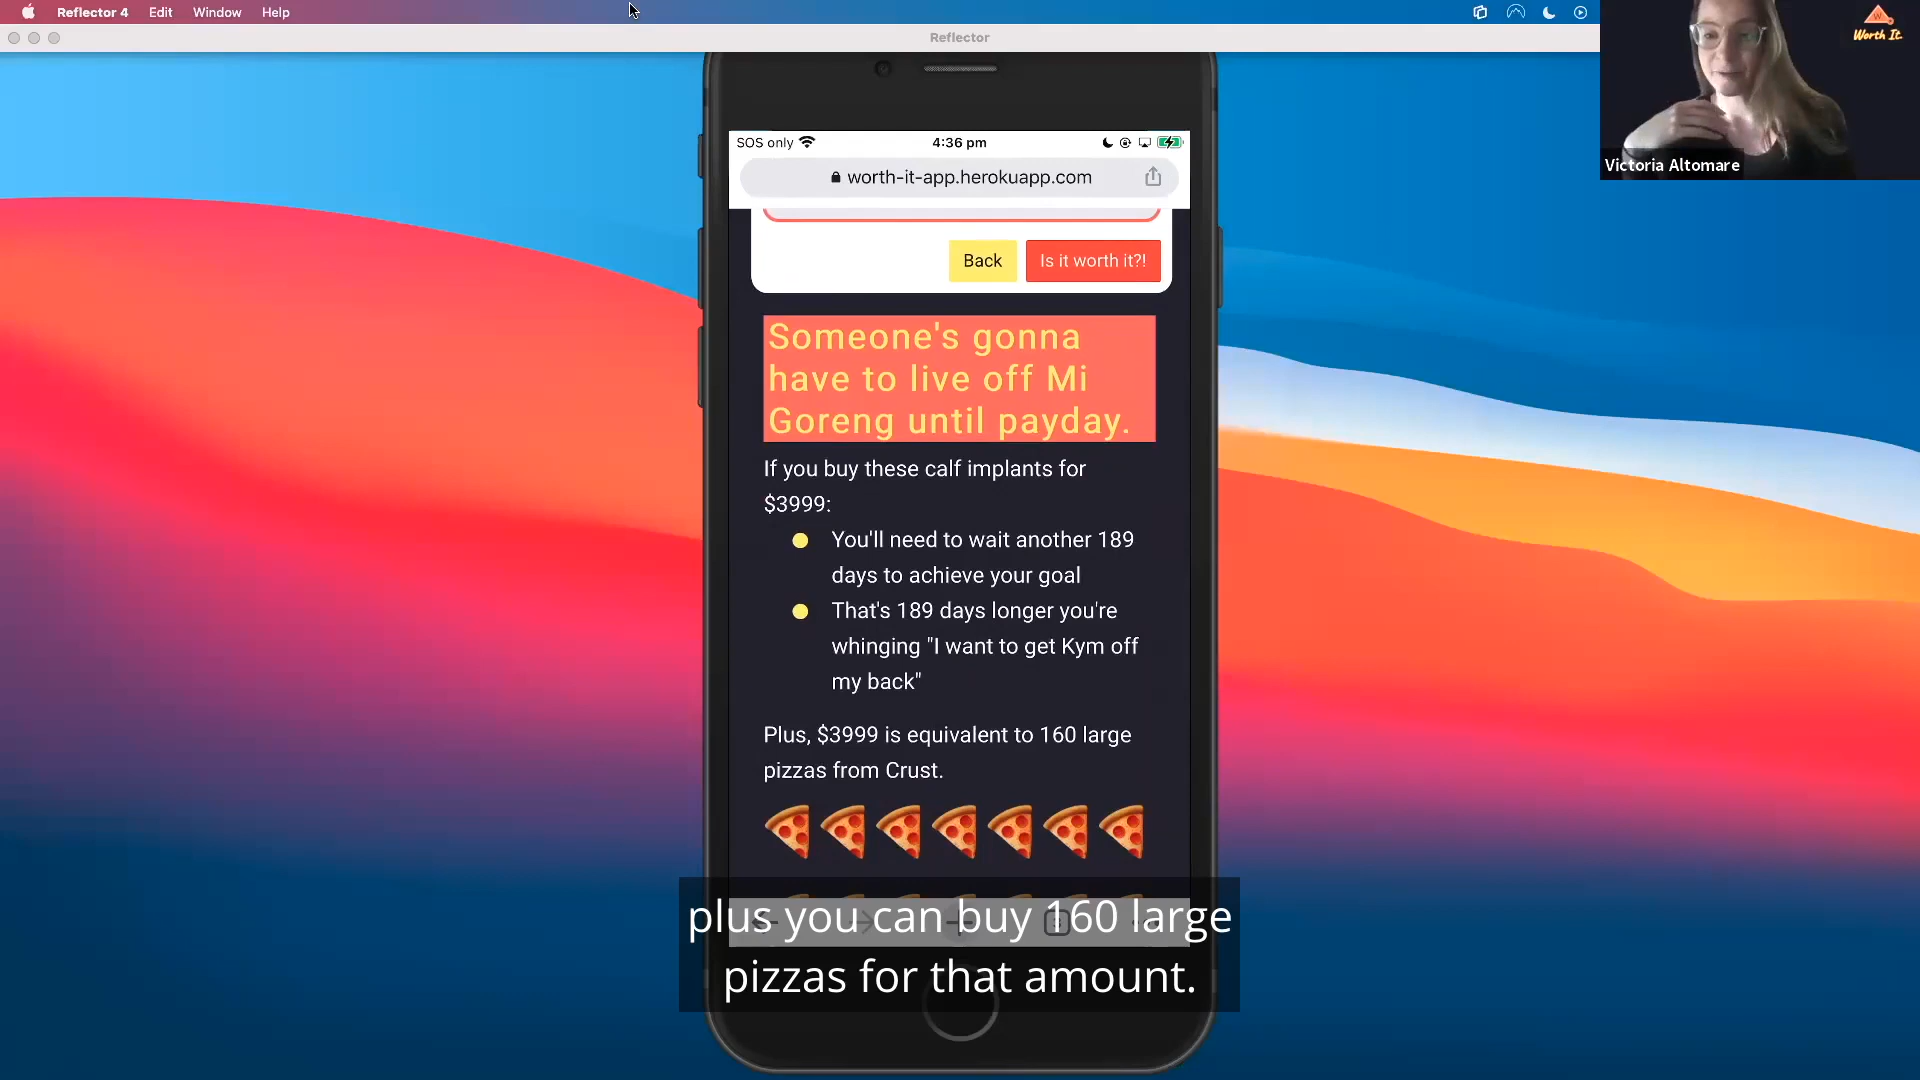 Reflector 4 Edit Window Help
Reflector
Worth It.
Victoria Altomare
SOS only 4:36 pm
worth-it-app.herokuapp.com
Back Is it worth it?!
Someone's gonna
have to live off Mi
Goreng until payday.
If you buy these calf implants for
$3999:
You'll need to wait another 189
days to achieve your goal
That's 189 days longer you're
whinging "I want to get Kym off
my back"
Plus, $3999 is equivalent to 160 large
pizzas from Crust.
plus you can buy 160 large
pizzas for that amount.